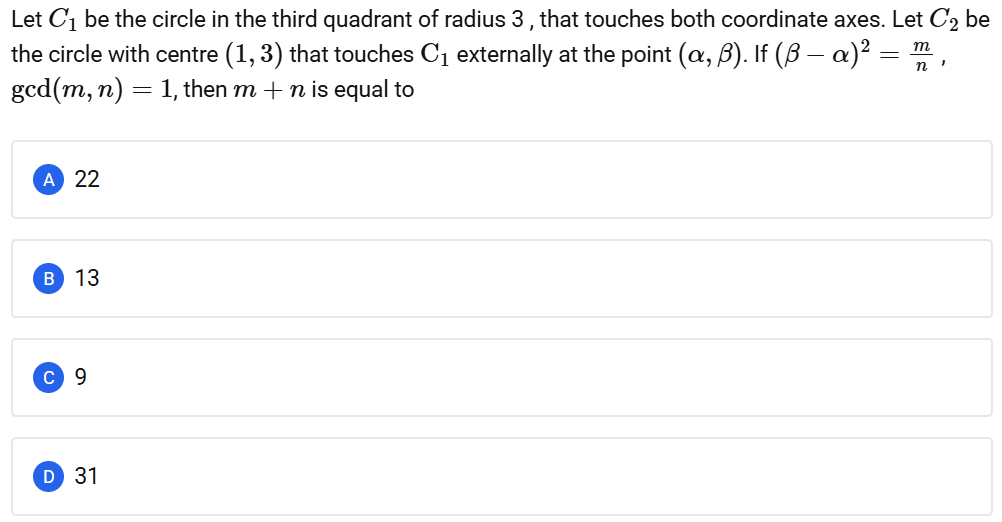 Let $C_1$ be the circle in the third quadrant of radius 3 , that touches both coordinate axes. Let $C_2$ be
the circle with centre $(1, 3)$ that touches $\mathrm{C}_1$ externally at the point $(\alpha, \beta)$. If $(\beta - \alpha)^2 = \frac{m}{n}$ ,
$\gcd(m, n) = 1$, then $m + n$ is equal to
A 22
B 13
C 9
D 31